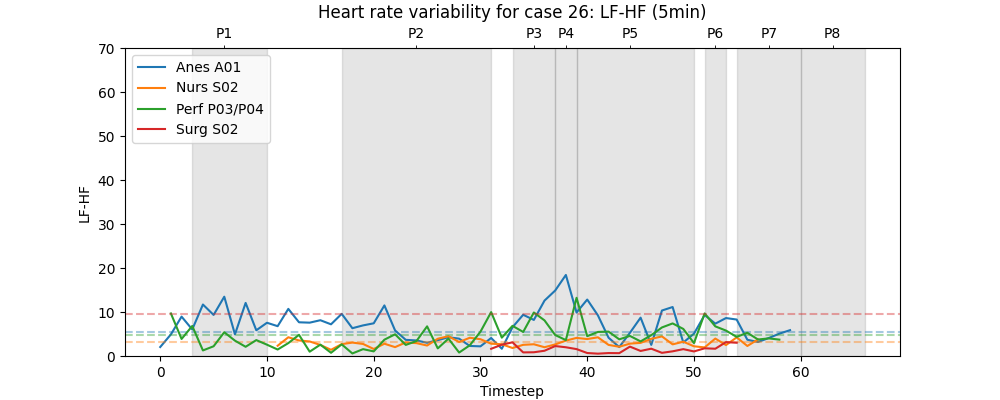 Heart rate variability for case 26: LF-HF (5min)
P1 P2 P3 P4 P5 P6 P7 P8
70
60
50
40
30
20
10
0
LF-HF
Anes A01
Nurs S02
Perf P03/P04
Surg S02
0 10 20 30 40 50 60
Timestep